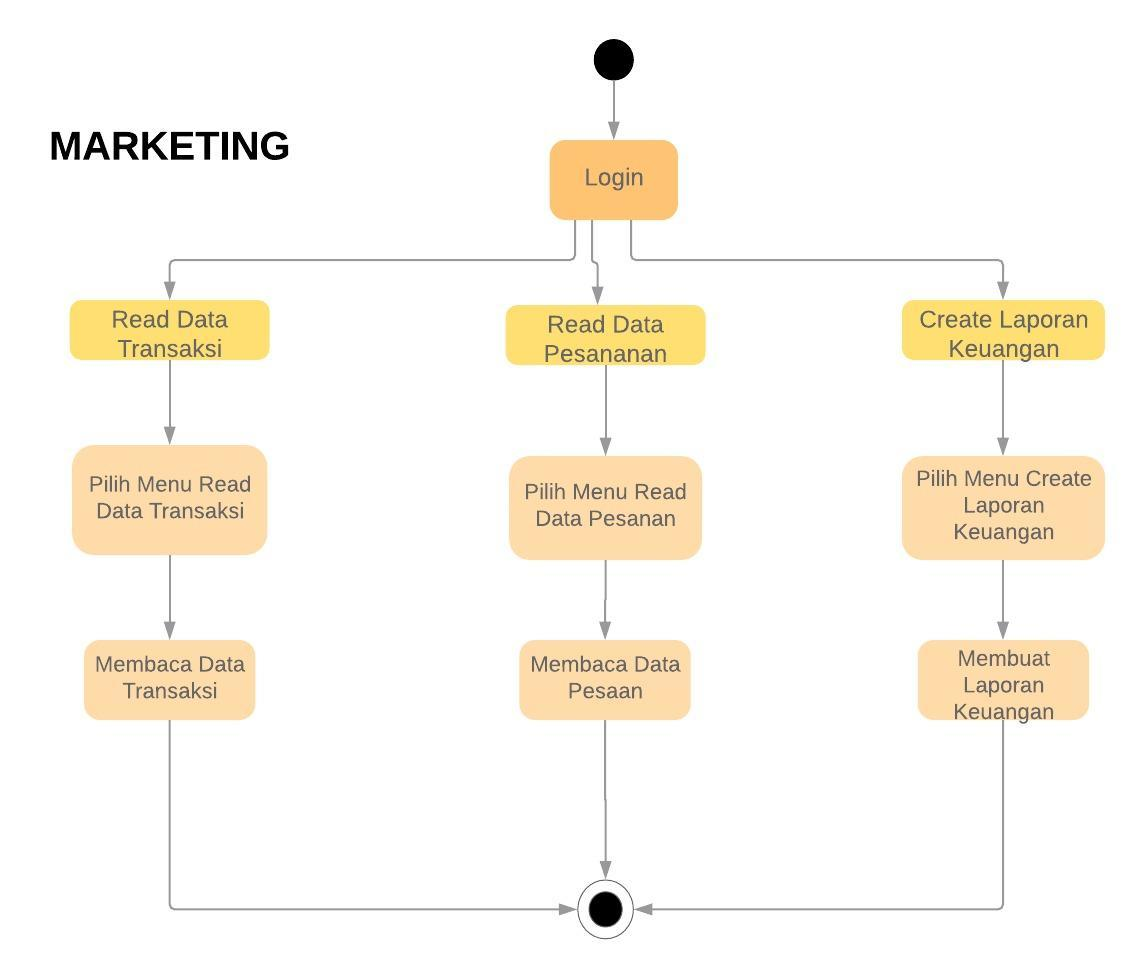 MARKETING
Login
Read Data
Transaksi
Read Data
Pesananan
Create Laporan
Keuangan
Pilih Menu Read
Data Transaksi
Pilih Menu Read
Data Pesanan
Pilih Menu Create
Laporan
Keuangan
Membaca Data
Transaksi
Membaca Data
Pesaan
Membuat
Laporan
Keuangan